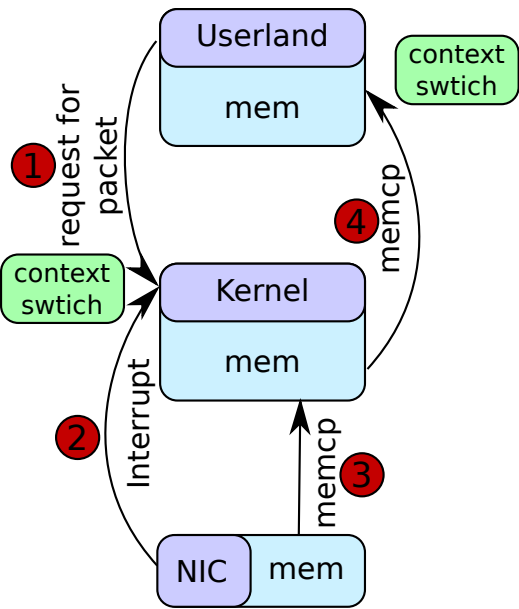 Userland
mem
context
swtich
1
request for
packet
4
memcp
context
swtich
Kernel
mem
2
Interrupt
memcp
3
NIC
mem